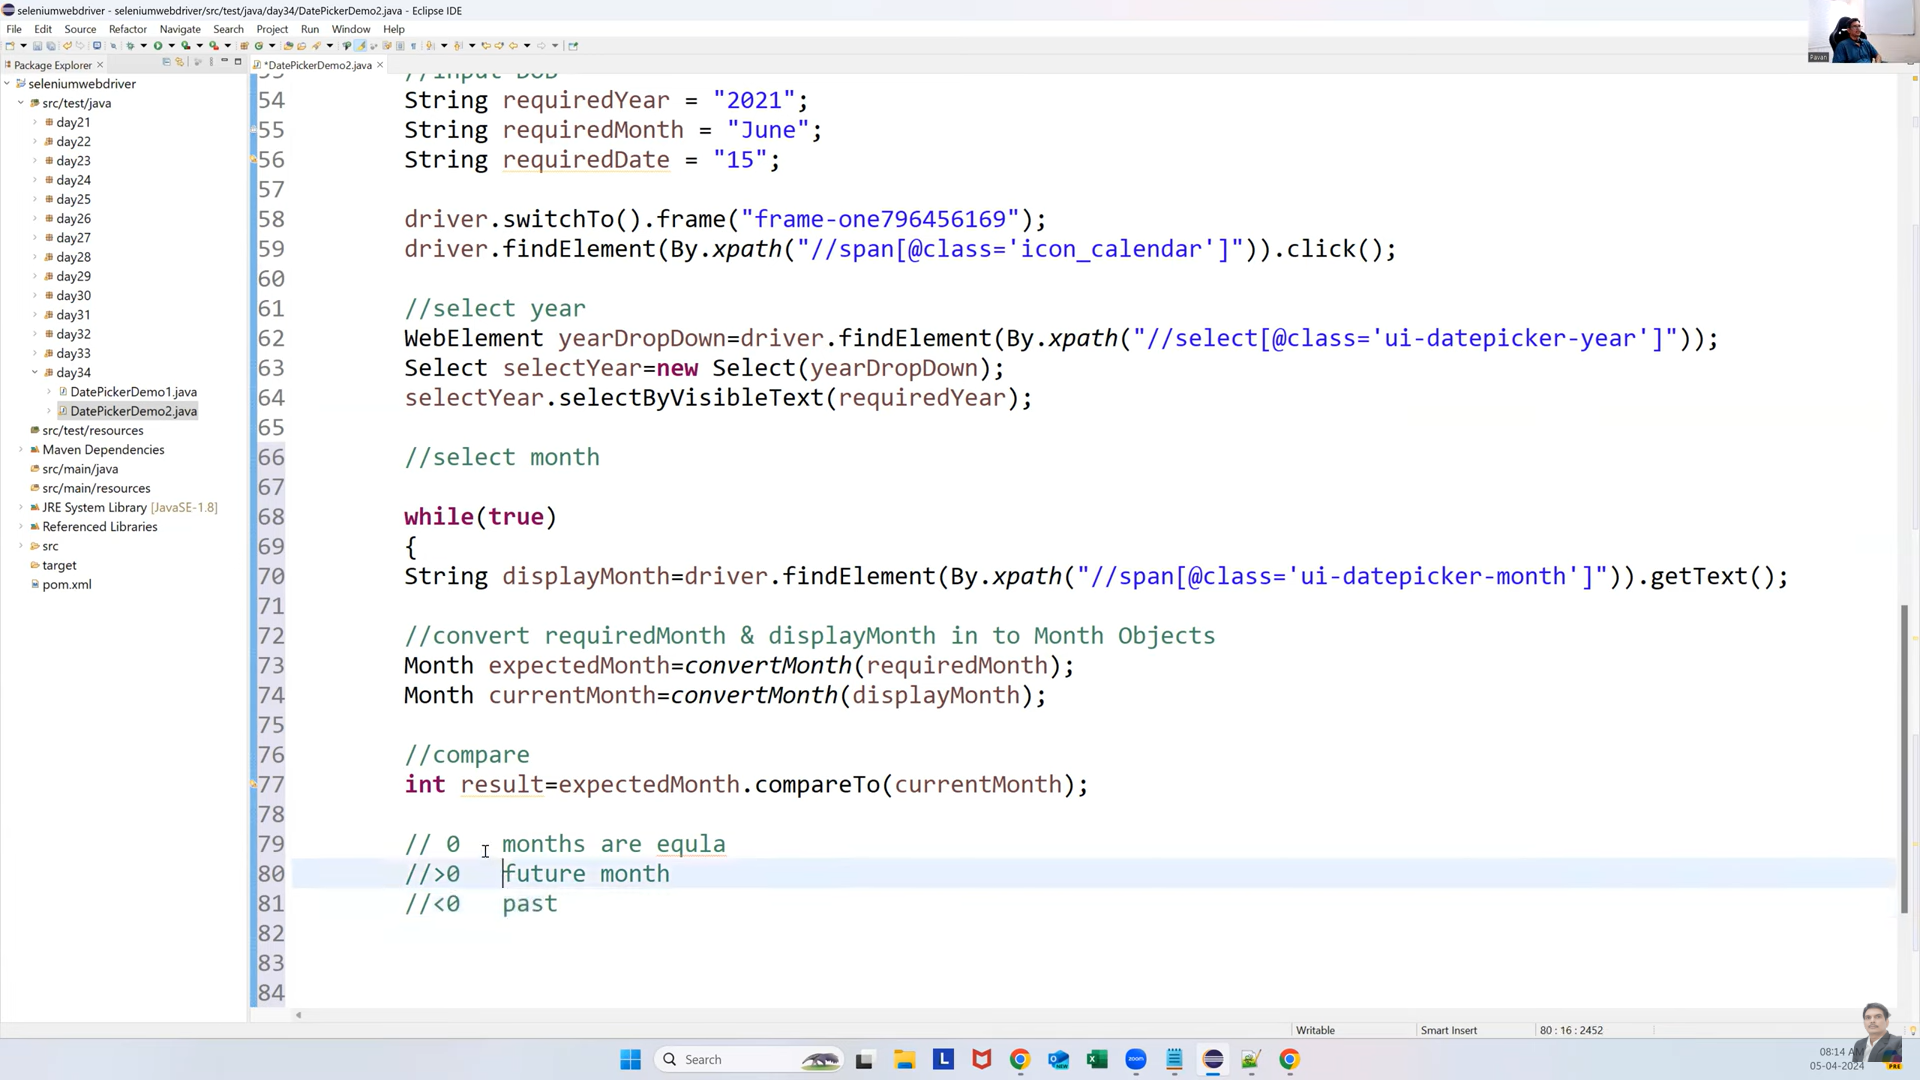 seleniumwebdriver - seleniumwebdriver/src/test/java/day34/DatePickerDemo2.java - Eclipse IDE
File Edit Source Refactor Navigate Search Project Run Window Help
Package Explorer
*DatePickerDemo2.java
seleniumwebdriver
src/test/java
day21
day22
day23
day24
day25
day26
day27
day28
day29
day30
day31
day32
day33
day34
DatePickerDemo1.java
DatePickerDemo2.java
src/test/resources
Maven Dependencies
src/main/java
src/main/resources
JRE System Library [JavaSE-1.8]
Referenced Libraries
src
target
pom.xml
53 //input DOB
54 String requiredYear = "2021";
55 String requiredMonth = "June";
56 String requiredDate = "15";
57
58 driver.switchTo().frame("frame-one796456169");
59 driver.findElement(By.xpath("//span[@class='icon_calendar']")).click();
60
61 //select year
62 WebElement yearDropDown=driver.findElement(By.xpath("//select[@class='ui-datepicker-year']"));
63 Select selectYear=new Select(yearDropDown);
64 selectYear.selectByVisibleText(requiredYear);
65
66 //select month
67
68 while(true)
69 {
70 String displayMonth=driver.findElement(By.xpath("//span[@class='ui-datepicker-month']")).getText();
71
72 //convert requiredMonth & displayMonth in to Month Objects
73 Month expectedMonth=convertMonth(requiredMonth);
74 Month currentMonth=convertMonth(displayMonth);
75
76 //compare
77 int result=expectedMonth.compareTo(currentMonth);
78
79 // 0 months are equla
80 //>0 future month
81 //<0 past
82
83
84
Pavan
Writable Smart Insert 80 : 16 : 2452
Search
08:14 AM
05-04-2024
PRE